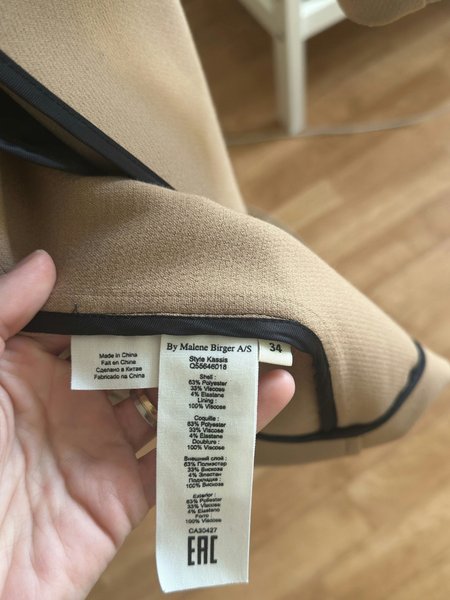 Made in China
Fait en China
Сделано в Китае
Fabricado na China
By Malene Birger A/S
34
Style Kassis
Q55646018
Shell :
63% Polyester
33% Viscose
4% Elastane
Lining :
100% Viscose
Coquille :
63% Polyester
33% Viscose
4% Elastane
Doublure :
100% Viscose
Внешний слой :
63% Полиэстер
33% Вискоза
4% Эластан
Подкладка :
100% Вискоза
Exterior :
63% Polyester
33% Viscose
4% Elastano
Forro :
100% Viscose
CA30427
EAC